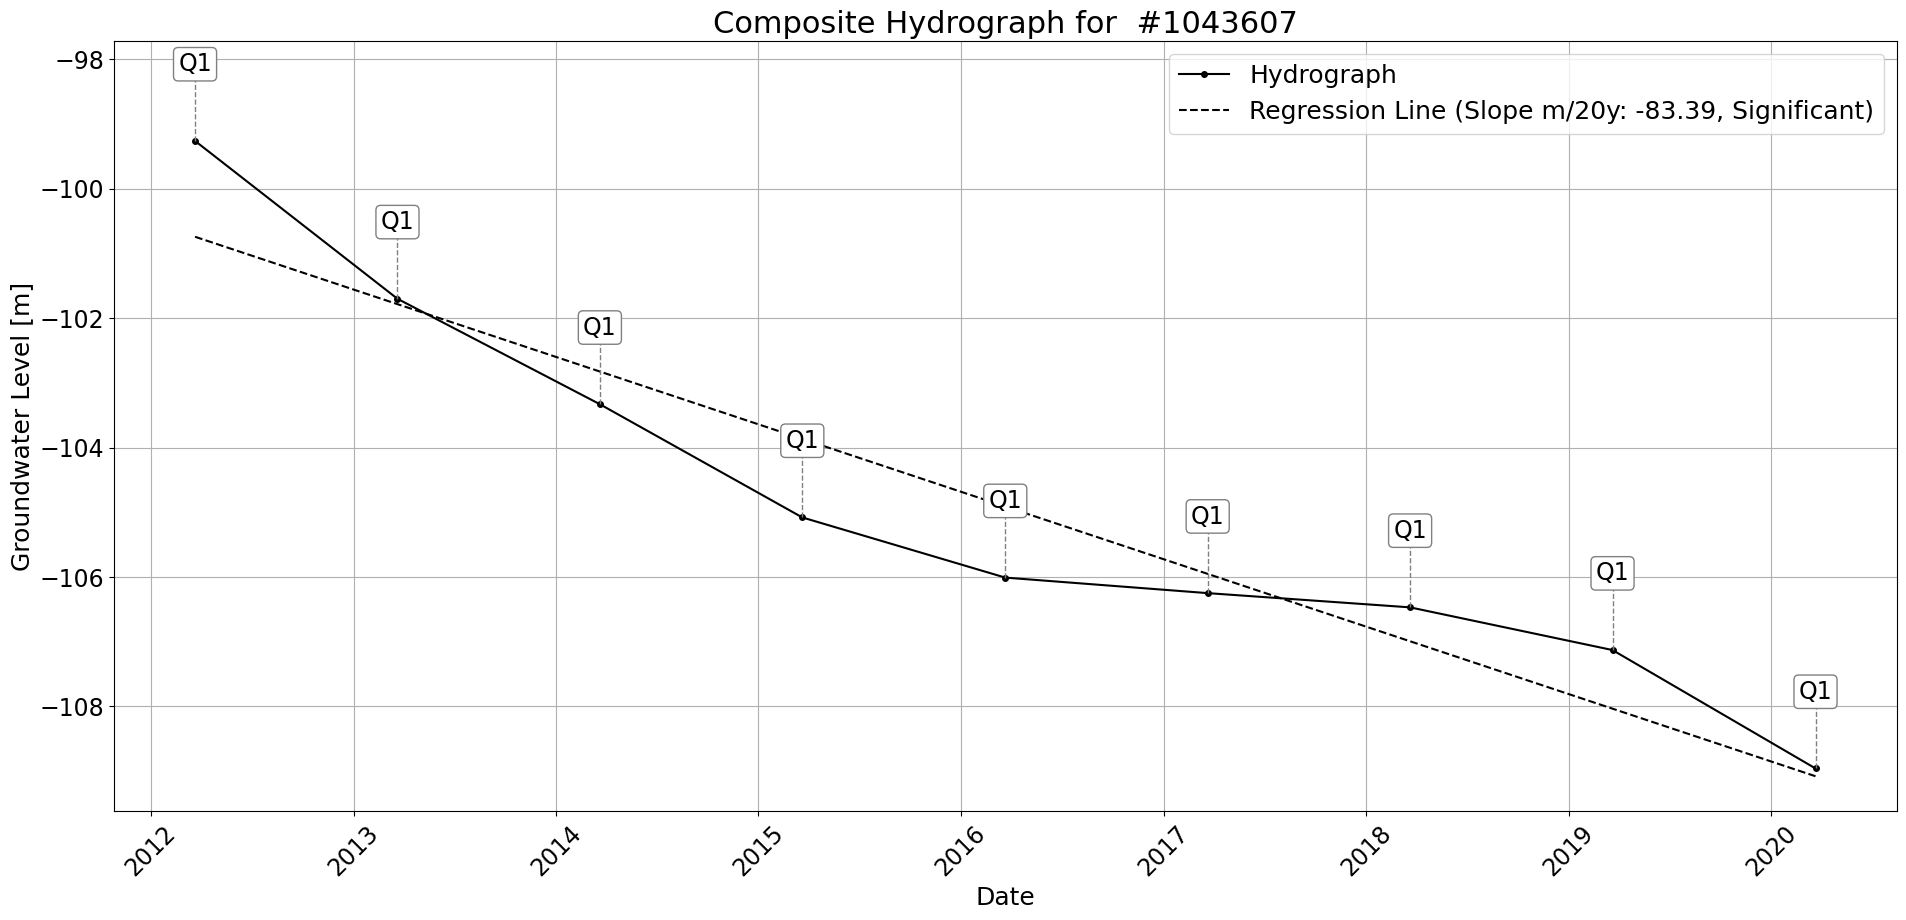 Composite Hydrograph for  #1043607
Hydrograph
Regression Line (Slope m/20y: -83.39, Significant)
Groundwater Level [m]
−98
−100
−102
−104
−106
−108
Q1
Q1
Q1
Q1
Q1
Q1
Q1
Q1
Q1
2012
2013
2014
2015
2016
2017
2018
2019
2020
Date